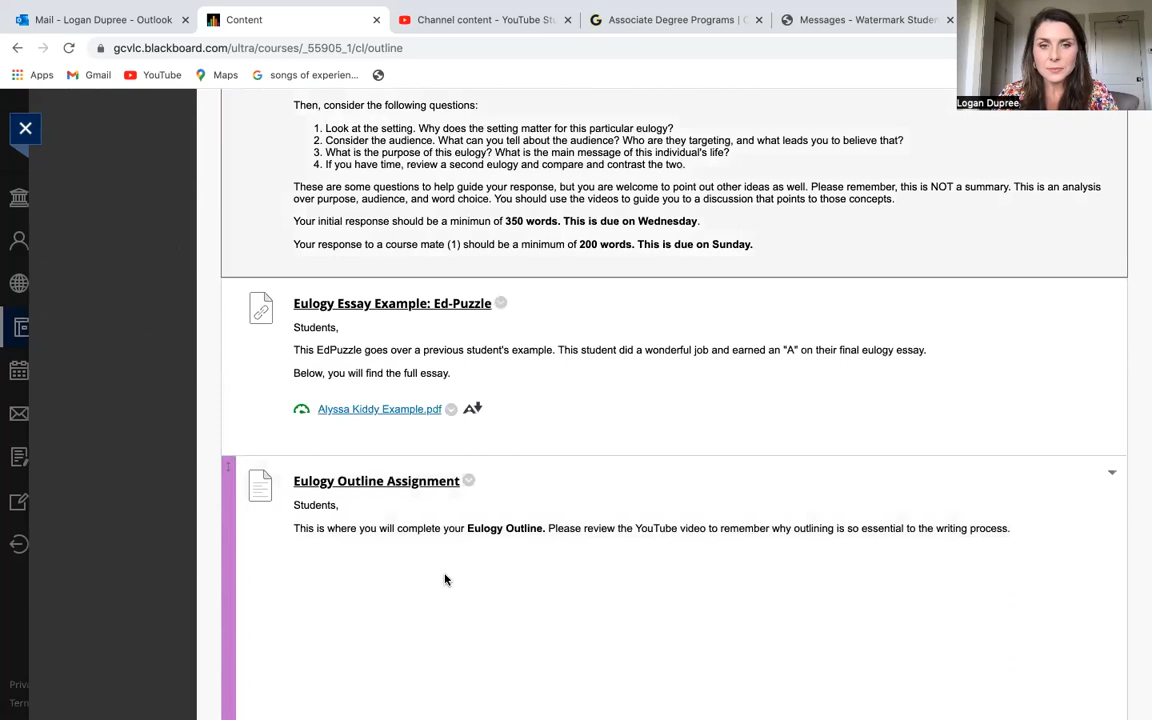 Mail - Logan Dupree - Outlook
Content
Channel content - YouTube Stu
Associate Degree Programs | G
Messages - Watermark Studen
gcvlc.blackboard.com/ultra/courses/_55905_1/cl/outline
Apps
Gmail
YouTube
Maps
songs of experien...
Logan Dupree
Then, consider the following questions:
1. Look at the setting. Why does the setting matter for this particular eulogy?
2. Consider the audience. What can you tell about the audience? Who are they targeting, and what leads you to believe that?
3. What is the purpose of this eulogy? What is the main message of this individual's life?
4. If you have time, review a second eulogy and compare and contrast the two.
These are some questions to help guide your response, but you are welcome to point out other ideas as well. Please remember, this is NOT a summary. This is an analysis
over purpose, audience, and word choice. You should use the videos to guide you to a discussion that points to those concepts.
Your initial response should be a minimun of 350 words. This is due on Wednesday.
Your response to a course mate (1) should be a minimum of 200 words. This is due on Sunday.
Eulogy Essay Example: Ed-Puzzle
Students,
This EdPuzzle goes over a previous student's example. This student did a wonderful job and earned an "A" on their final eulogy essay.
Below, you will find the full essay.
Alyssa Kiddy Example.pdf
Eulogy Outline Assignment
Students,
This is where you will complete your Eulogy Outline. Please review the YouTube video to remember why outlining is so essential to the writing process.
Priva
Term